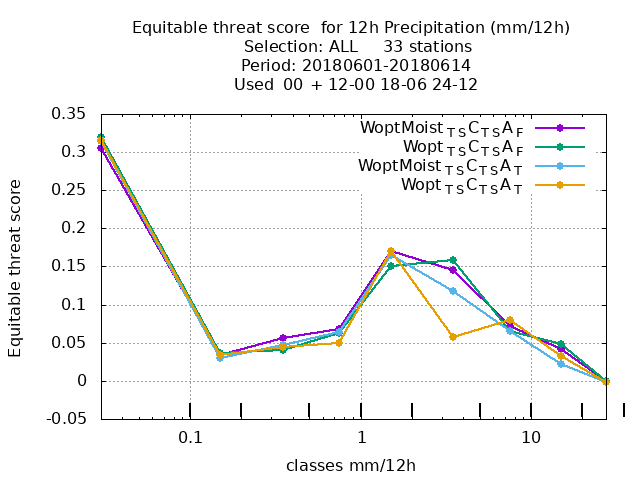 Equitable threat score  for 12h Precipitation (mm/12h)
Selection: ALL     33 stations
Period: 20180601-20180614
Used  00  + 12-00 18-06 24-12
0.35
0.3
0.25
0.2
0.15
0.1
0.05
0
-0.05
Equitable threat score
WoptMoist TS C TS A F
Wopt TS C TS A F
WoptMoist TS C TS A T
Wopt TS C TS A T
0.1 1 10
classes mm/12h